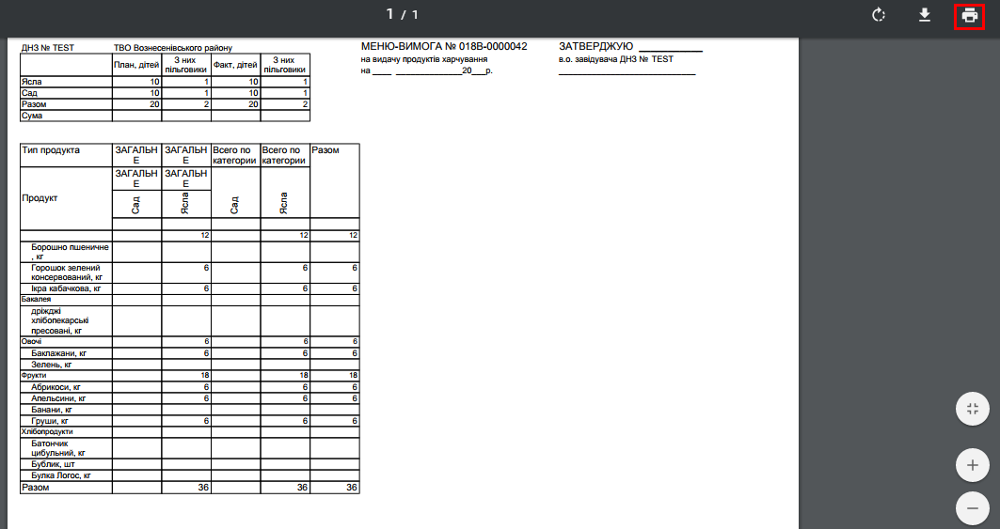 1 / 1
ДНЗ № TEST ТВО Вознесенівського району
МЕНЮ-ВИМОГА № 018В-0000042
на видачу продуктів харчування
на ____ ______________20___р.
ЗАТВЕРДЖУЮ ___________
в.о. завідувача ДНЗ № TEST
План, дітей З них пільговики Факт, дітей З них пільговики
Ясла 10 1 10 1
Сад 10 1 10 1
Разом 20 2 20 2
Сума
Тип продукта ЗАГАЛЬН Е ЗАГАЛЬН Е Всего по категории Всего по категории Разом
ЗАГАЛЬН Е ЗАГАЛЬН Е
Продукт Сад Ясла Сад Ясла
12 12 12
Борошно пшеничне
, кг
Горошок зелений 6 6 6
консервований, кг
Ікра кабачкова, кг 6 6 6
Бакалея
дріжджі
хлібопекарські
пресовані, кг
Овочі 6 6 6
Баклажани, кг 6 6 6
Зелень, кг
Фрукти 18 18 18
Абрикоси, кг 6 6 6
Апельсини, кг 6 6 6
Банани, кг
Груши, кг 6 6 6
Хлібопродукти
Батончик
цибульний, кг
Бублик, шт
Булка Логос, кг
Разом 36 36 36